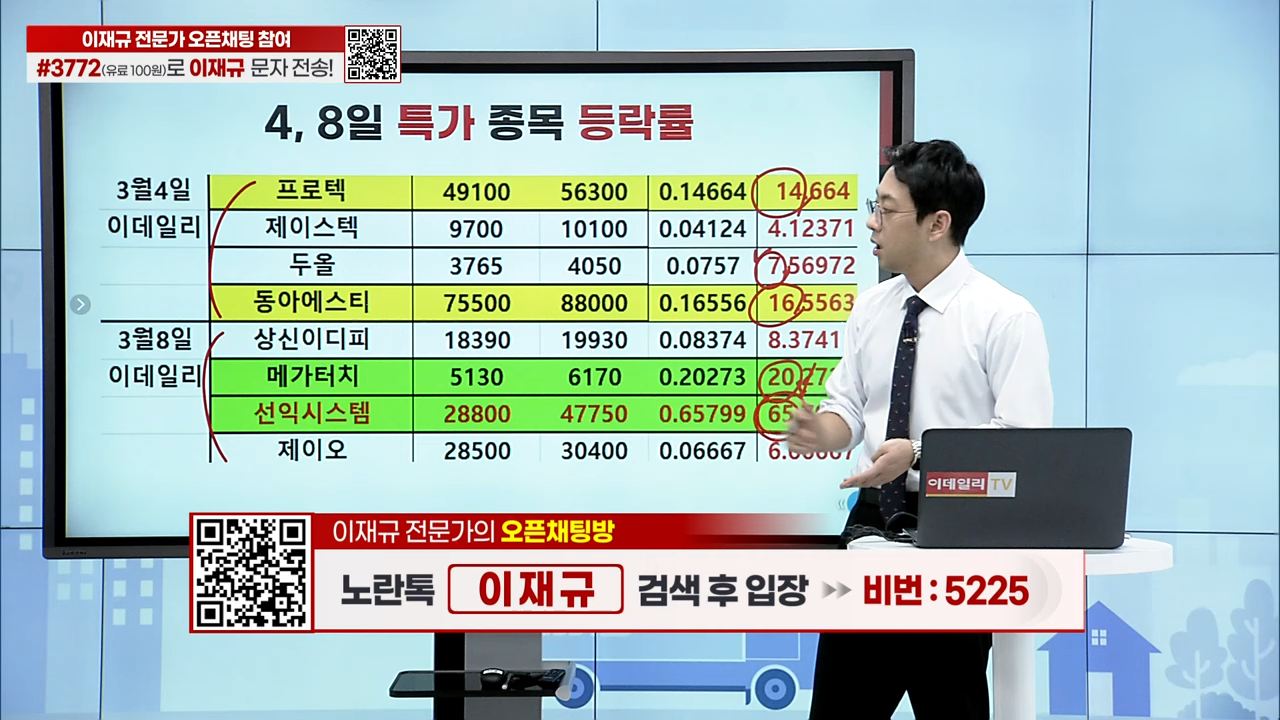 이재규 전문가 오픈채팅 참여
#3772(유료 100원)로 이재규 문자 전송!
4, 8일 특가 종목 등락률
3월4일 프로텍 49100 56300 0.14664 14.664
이데일리 제이스텍 9700 10100 0.04124 4.12371
두올 3765 4050 0.0757 7.56972
동아에스티 75500 88000 0.16556 16.5563
3월8일 상신이디피 18390 19930 0.08374 8.3741
이데일리 메가터치 5130 6170 0.20273
선익시스템 28800 47750 0.65799
제이오 28500 30400 0.06667
이데일리TV
이재규 전문가의 오픈채팅방
노란톡 이재규 검색 후 입장 비번 : 5225